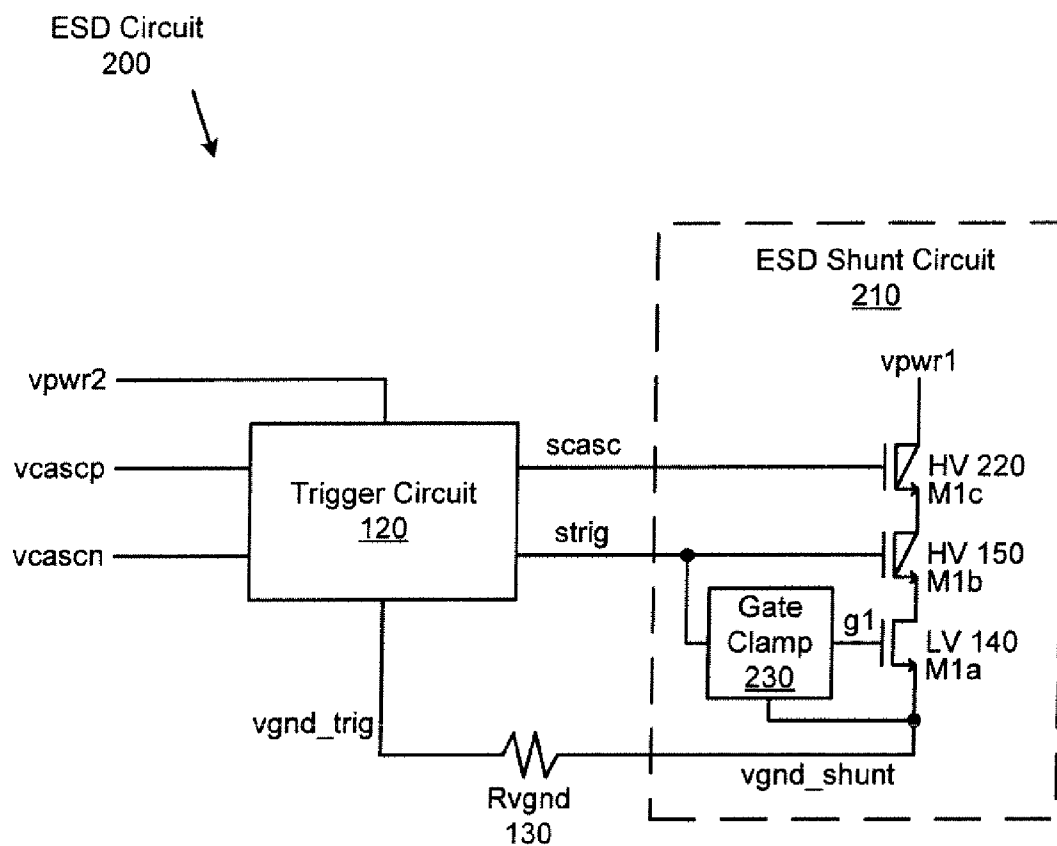 ESD Circuit
200
ESD Shunt Circuit
210
vpwr1
vpwr2
vcascp
vcascn
Trigger Circuit
120
scasc
strig
HV 220
M1c
HV 150
M1b
Gate
Clamp
230
g1
LV 140
M1a
vgnd_trig
Rvgnd
130
vgnd_shunt